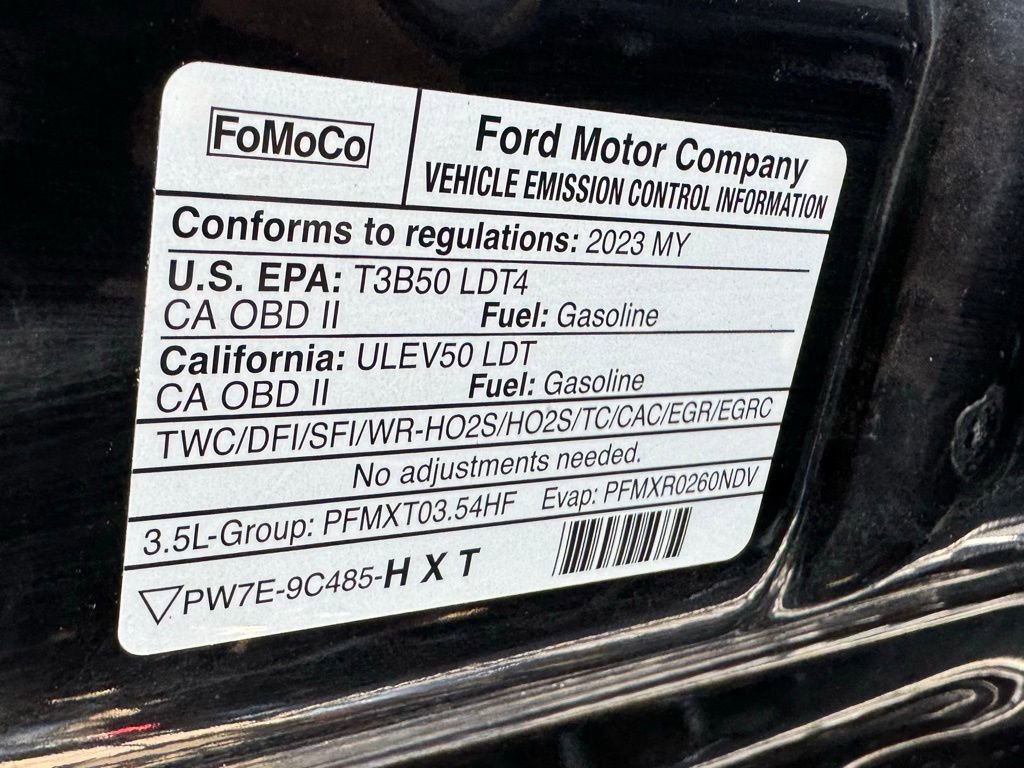 FoMoCo
Ford Motor Company
VEHICLE EMISSION CONTROL INFORMATION
Conforms to regulations: 2023 MY
U.S. EPA: T3B50 LDT4
CA OBD II Fuel: Gasoline
California: ULEV50 LDT
CA OBD II Fuel: Gasoline
TWC/DFI/SFI/WR-HO2S/HO2S/TC/CAC/EGR/EGRC
No adjustments needed.
3.5L-Group: PFMXT03.54HF Evap: PFMXR0260NDV
PW7E-9C485-HXT